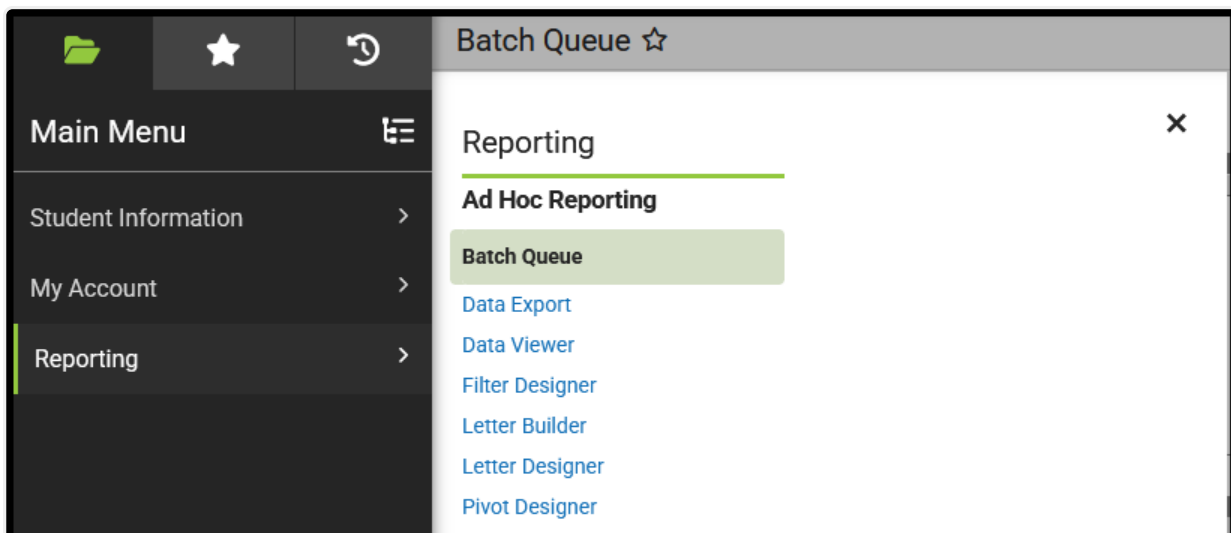 Batch Queue
Main Menu
Student Information
My Account
Reporting
Reporting
Ad Hoc Reporting
Batch Queue
Data Export
Data Viewer
Filter Designer
Letter Builder
Letter Designer
Pivot Designer